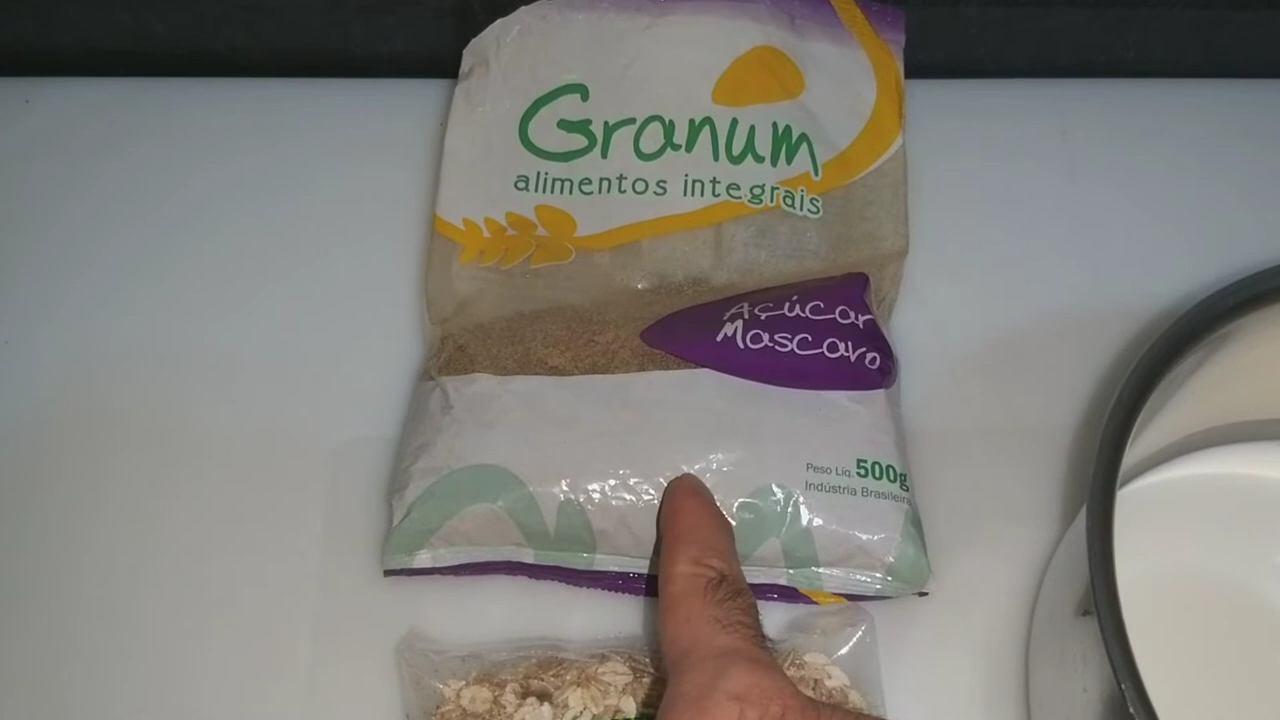 Granum
alimentos integrais
Açúcar
Mascavo
Peso Líq. 500g
Indústria Brasileira